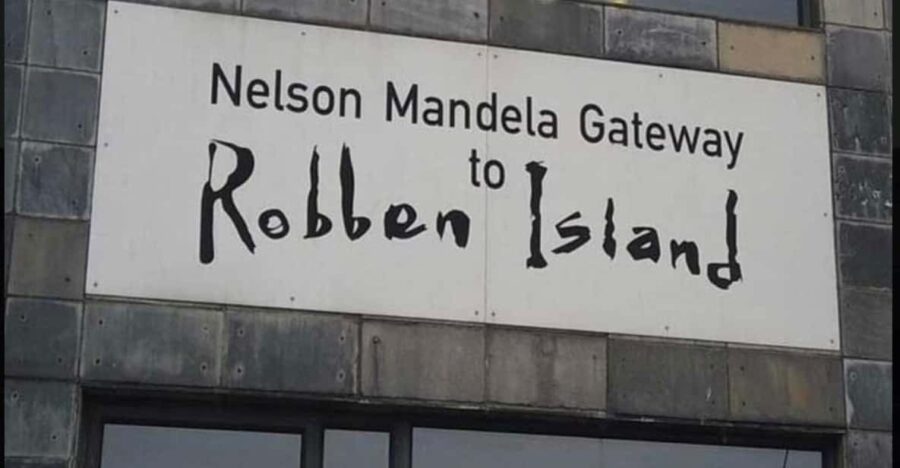 Nelson Mandela Gateway
to
Robben Island